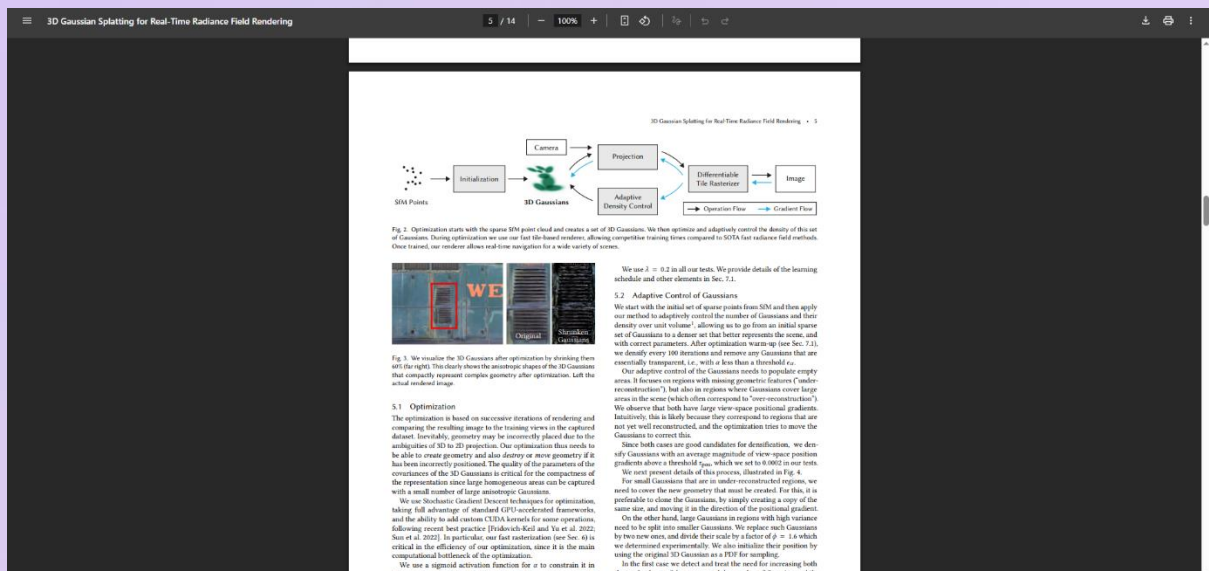 3D Gaussian Splatting for Real-Time Radiance Field Rendering
5 / 14
100%
3D Gaussian Splatting for Real-Time Radiance Field Rendering • 5
Camera
Projection
Initialization
Differentiable
Tile Rasterizer
Image
SfM Points
3D Gaussians
Adaptive
Density Control
Operation Flow
Gradient Flow
Fig. 2. Optimization starts with the sparse SfM point cloud and creates a set of 3D Gaussians. We then optimize and adaptively control the density of this set
of Gaussians. During optimization we use our fast tile-based renderer, allowing competitive training times compared to SOTA fast radiance field methods.
Once trained, our renderer allows real-time navigation for a wide variety of scenes.
WE
Original
Shrunken
Gaussians
Fig. 3. We visualize the 3D Gaussians after optimization by shrinking them
60% (far right). This clearly shows the anisotropic shapes of the 3D Gaussians
that compactly represent complex geometry after optimization. Left the
actual rendered image.
5.1 Optimization
The optimization is based on successive iterations of rendering and
comparing the resulting image to the training views in the captured
dataset. Inevitably, geometry may be incorrectly placed due to the
ambiguities of 3D to 2D projection. Our optimization thus needs to
be able to create geometry and also destroy or move geometry if it
has been incorrectly positioned. The quality of the parameters of the
covariances of the 3D Gaussians is critical for the compactness of
the representation since large homogeneous areas can be captured
with a small number of large anisotropic Gaussians.
We use Stochastic Gradient Descent techniques for optimization,
taking full advantage of standard GPU-accelerated frameworks,
and the ability to add custom CUDA kernels for some operations,
following recent best practice [Fridovich-Keil and Yu et al. 2022;
Sun et al. 2022]. In particular, our fast rasterization (see Sec. 6) is
critical in the efficiency of our optimization, since it is the main
computational bottleneck of the optimization.
We use a sigmoid activation function for α to constrain it in
We use λ = 0.2 in all our tests. We provide details of the learning
schedule and other elements in Sec. 7.1.
5.2 Adaptive Control of Gaussians
We start with the initial set of sparse points from SfM and then apply
our method to adaptively control the number of Gaussians and their
density over unit volume¹, allowing us to go from an initial sparse
set of Gaussians to a denser set that better represents the scene, and
with correct parameters. After optimization warm-up (see Sec. 7.1),
we densify every 100 iterations and remove any Gaussians that are
essentially transparent, i.e., with α less than a threshold εα.
Our adaptive control of the Gaussians needs to populate empty
areas. It focuses on regions with missing geometric features ("under-
reconstruction"), but also in regions where Gaussians cover large
areas in the scene (which often correspond to "over-reconstruction").
We observe that both have large view-space positional gradients.
Intuitively, this is likely because they correspond to regions that are
not yet well reconstructed, and the optimization tries to move the
Gaussians to correct this.
Since both cases are good candidates for densification, we den-
sify Gaussians with an average magnitude of view-space position
gradients above a threshold τpos, which we set to 0.0002 in our tests.
We next present details of this process, illustrated in Fig. 4.
For small Gaussians that are in under-reconstructed regions, we
need to cover the new geometry that must be created. For this, it is
preferable to clone the Gaussians, by simply creating a copy of the
same size, and moving it in the direction of the positional gradient.
On the other hand, large Gaussians in regions with high variance
need to be split into smaller Gaussians. We replace such Gaussians
by two new ones, and divide their scale by a factor of ϕ = 1.6 which
we determined experimentally. We also initialize their position by
using the original 3D Gaussian as a PDF for sampling.
In the first case we detect and treat the need for increasing both